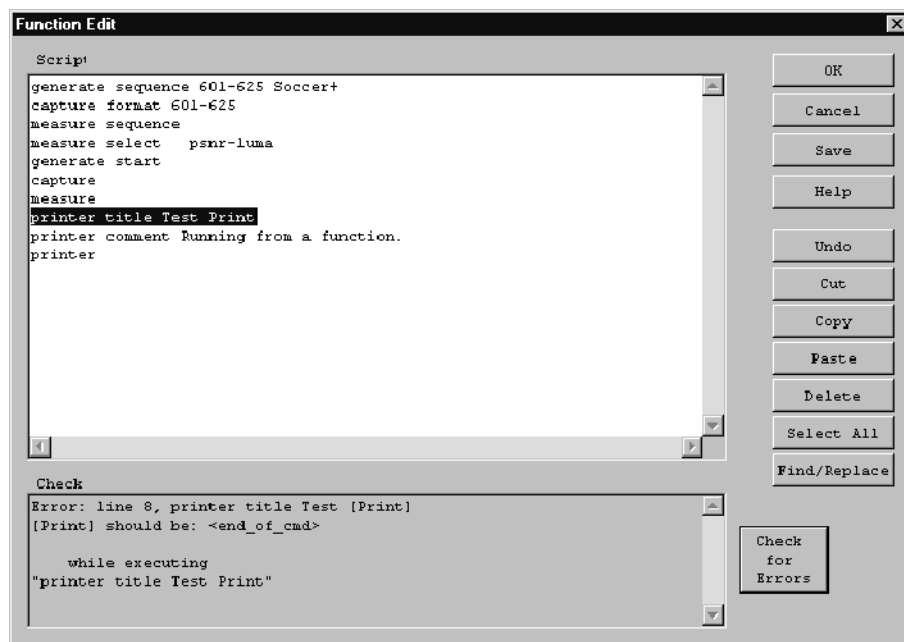 Function Edit
Script
generate sequence 601-625 Soccer+
capture format 601-625
measure sequence
measure select psnr-luma
generate start
capture
measure
printer title Test Print
printer comment Running from a function.
printer
OK
Cancel
Save
Help
Undo
Cut
Copy
Paste
Delete
Select All
Find/Replace
Check
Error: line 8, printer title Test [Print]
[Print] should be: <end_of_cmd>
while executing
"printer title Test Print"
Check
for
Errors